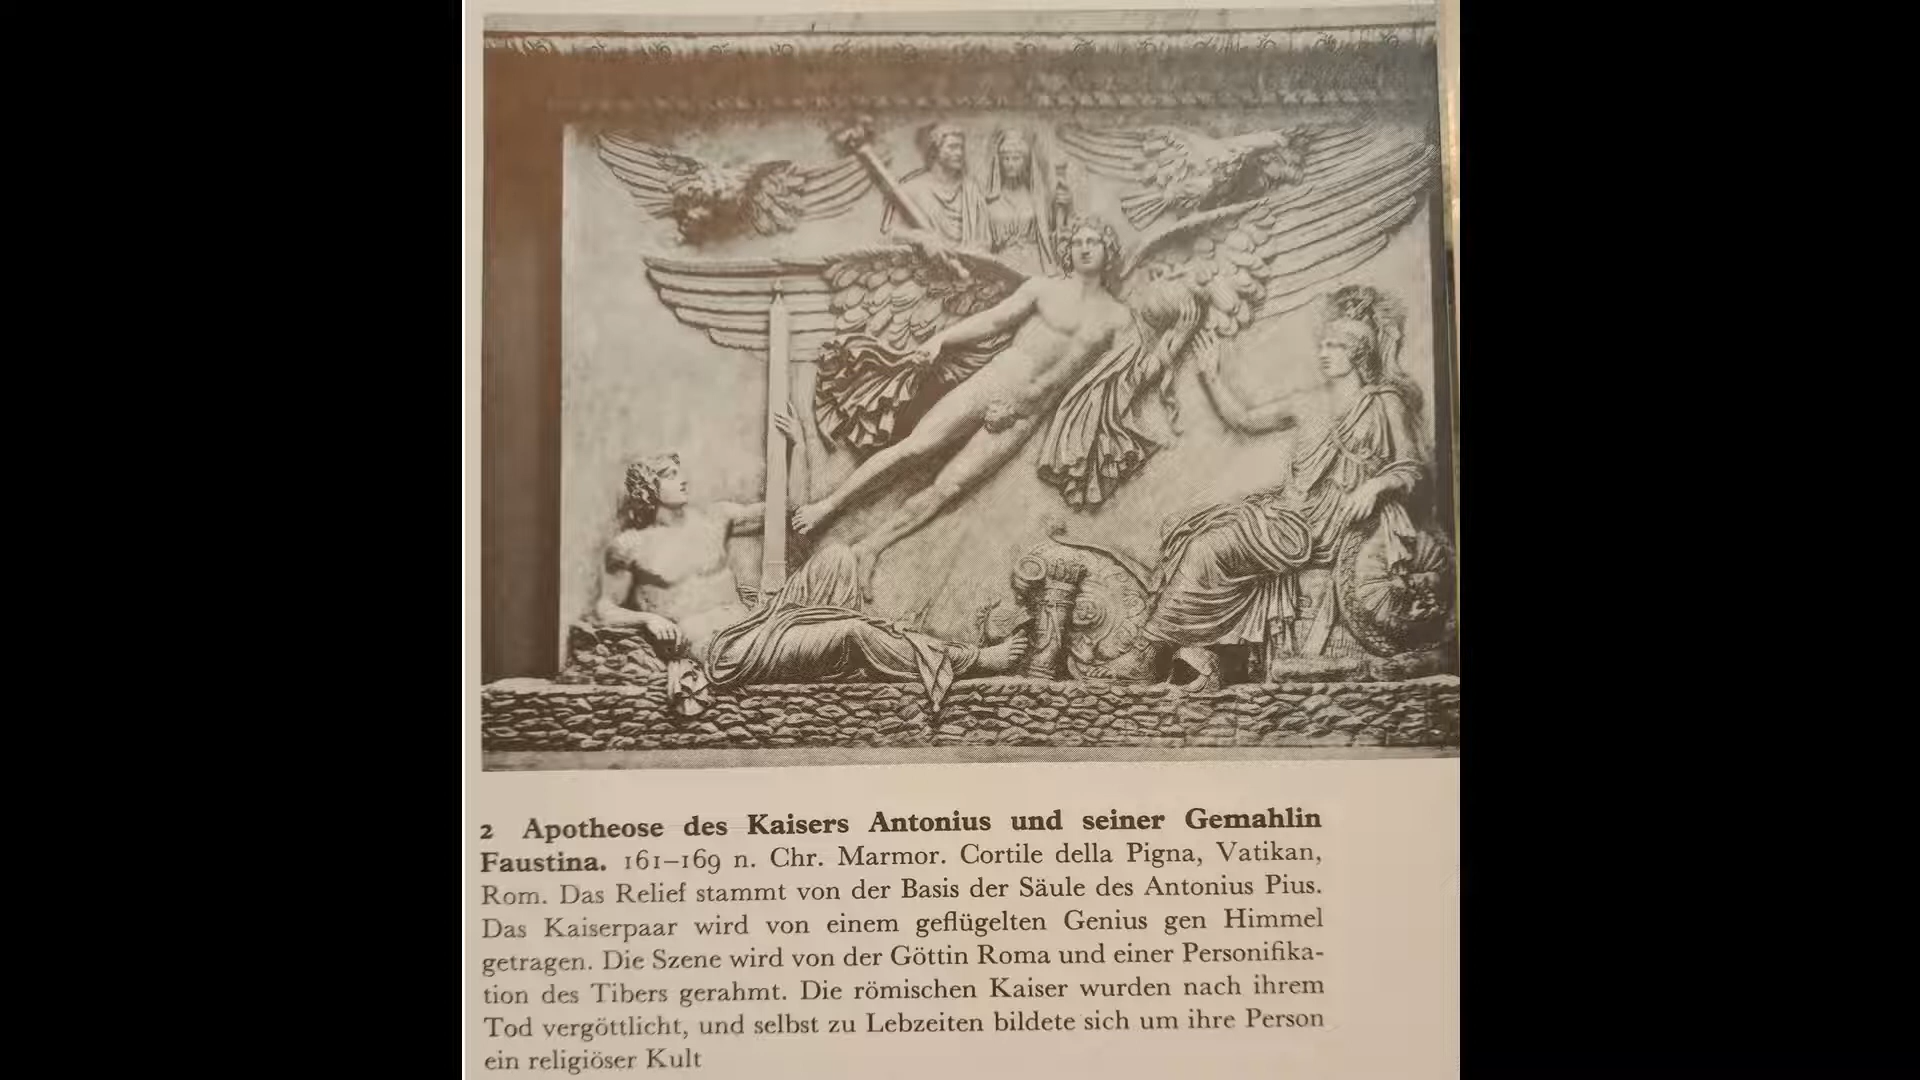 2 Apotheose des Kaisers Antonius und seiner Gemahlin
Faustina. 161–169 n. Chr. Marmor. Cortile della Pigna, Vatikan,
Rom. Das Relief stammt von der Basis der Säule des Antonius Pius.
Das Kaiserpaar wird von einem geflügelten Genius gen Himmel
getragen. Die Szene wird von der Göttin Roma und einer Personifika-
tion des Tibers gerahmt. Die römischen Kaiser wurden nach ihrem
Tod vergöttlicht, und selbst zu Lebzeiten bildete sich um ihre Person
ein religiöser Kult